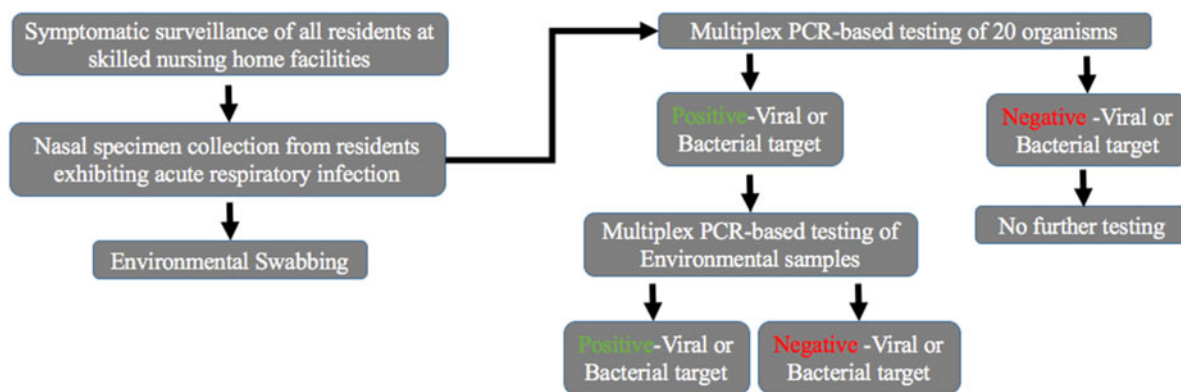 Symptomatic surveillance of all residents at
skilled nursing home facilities
Nasal specimen collection from residents
exhibiting acute respiratory infection
Environmental Swabbing
Multiplex PCR-based testing of 20 organisms
Positive-Viral or
Bacterial target
Negative -Viral or
Bacterial target
Multiplex PCR-based testing of
Environmental samples
No further testing
Positive-Viral or
Bacterial target
Negative -Viral or
Bacterial target